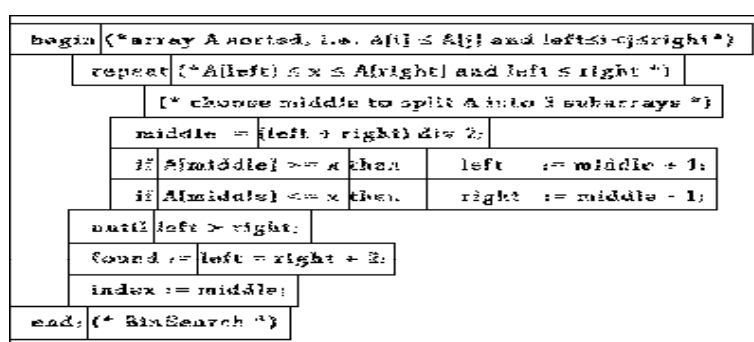 begin (*array A sorted, i.e. A[i] ≤ A[j] and left≤i<j≤right*)
repeat (*A[left] ≤ x ≤ A[right] and left ≤ right *)
(* choose middle to split A into 2 subarrays *)
middle := (left + right) div 2;
if A[middle] >= x then left := middle + 1;
if A[middle] <= x then right := middle - 1;
until left > right;
found := left = right + 2;
index := middle;
end; (* BinSearch *)